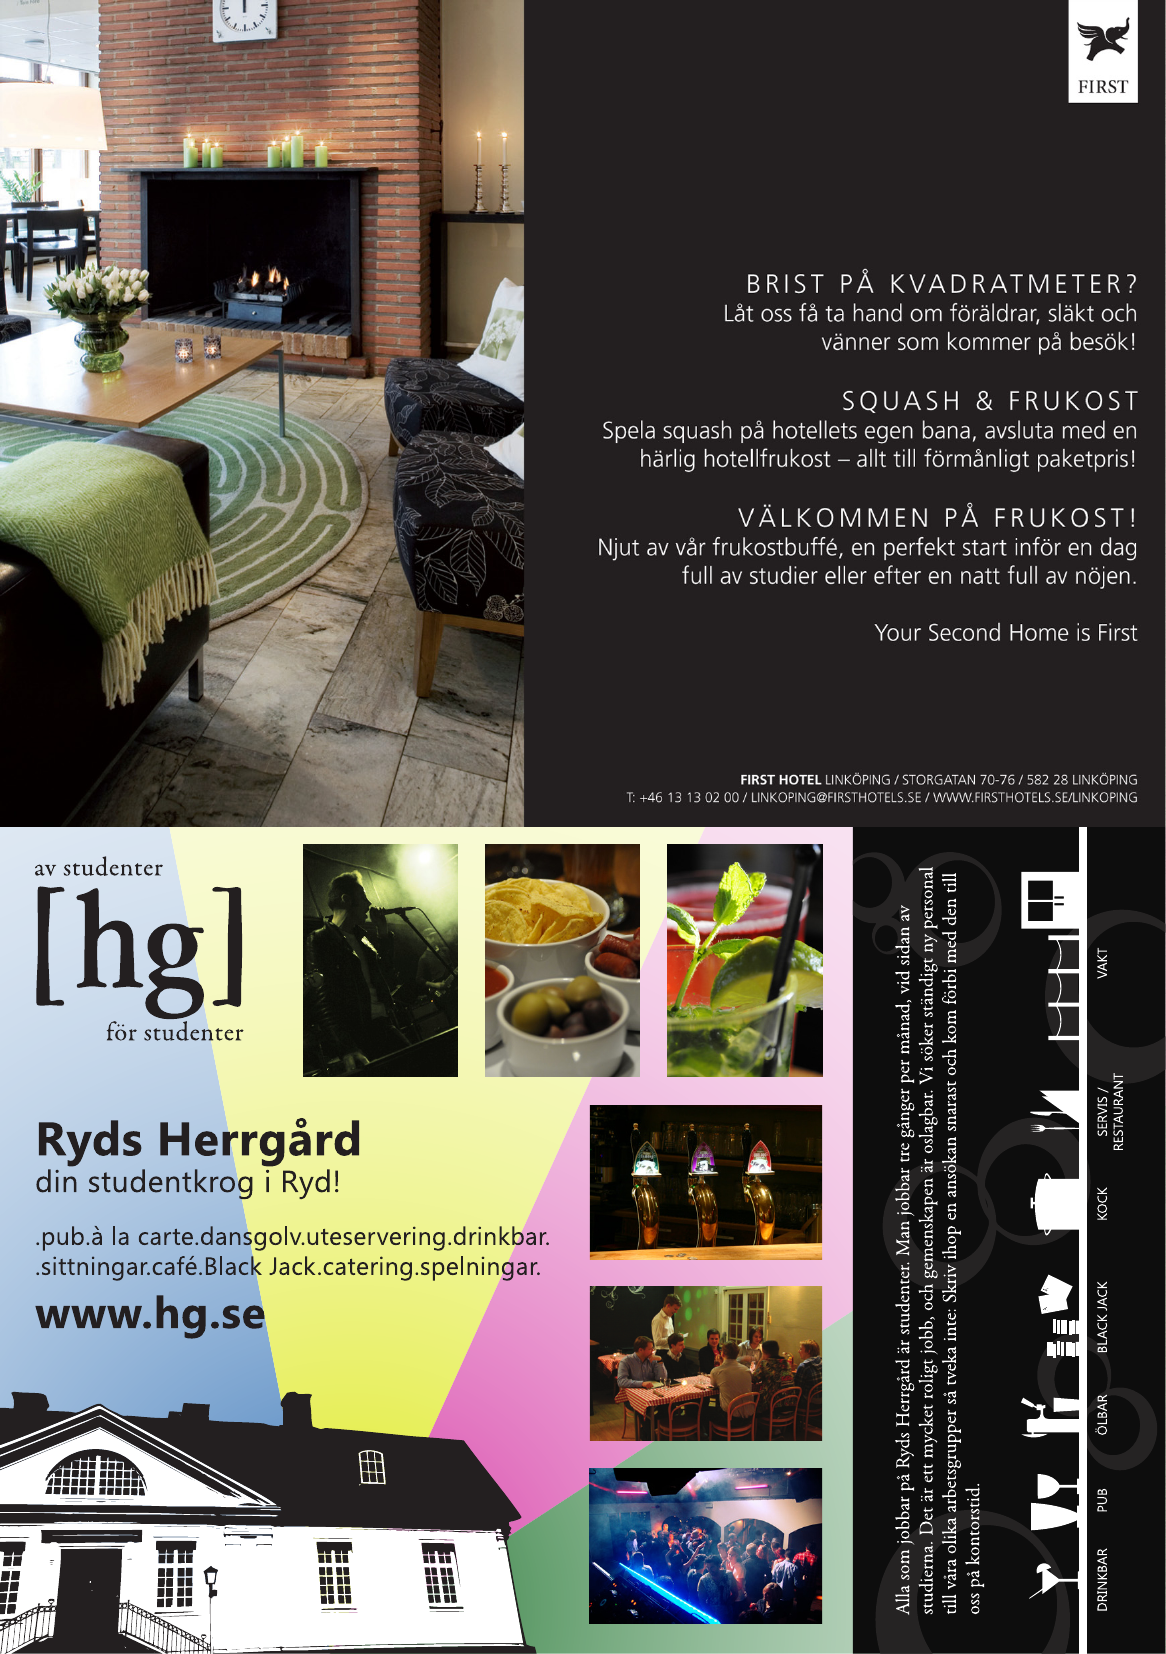 FIRST
BRIST PÅ KVADRATMETER?
Låt oss få ta hand om föräldrar, släkt och
vänner som kommer på besök!
SQUASH & FRUKOST
Spela squash på hotellets egen bana, avsluta med en
härlig hotellfrukost – allt till förmånligt paketpris!
VÄLKOMMEN PÅ FRUKOST!
Njut av vår frukostbuffé, en perfekt start inför en dag
full av studier eller efter en natt full av nöjen.
Your Second Home is First
FIRST HOTEL LINKÖPING / STORGATAN 70-76 / 582 28 LINKÖPING
T: +46 13 13 02 00 / LINKOPING@FIRSTHOTELS.SE / WWW.FIRSTHOTELS.SE/LINKOPING
av studenter
[hg]
för studenter
Ryds Herrgård
din studentkrog i Ryd!
.pub.à la carte.dansgolv.uteservering.drinkbar.
.sittningar.café.Black Jack.catering.spelningar.
www.hg.se
Alla som jobbar på Ryds Herrgård är studenter. Man jobbar tre gånger per månad, vid sidan av
studierna. Det är ett mycket roligt jobb, och gemenskapen är oslagbar. Vi söker ständigt ny personal
till våra olika arbetsgrupper så tveka inte: Skriv ihop en ansökan snarast och kom förbi med den till
oss på kontorstid.
DRINKBAR
PUB
ÖLBAR
BLACK JACK
KOCK
SERVIS /
RESTAURANT
VAKT